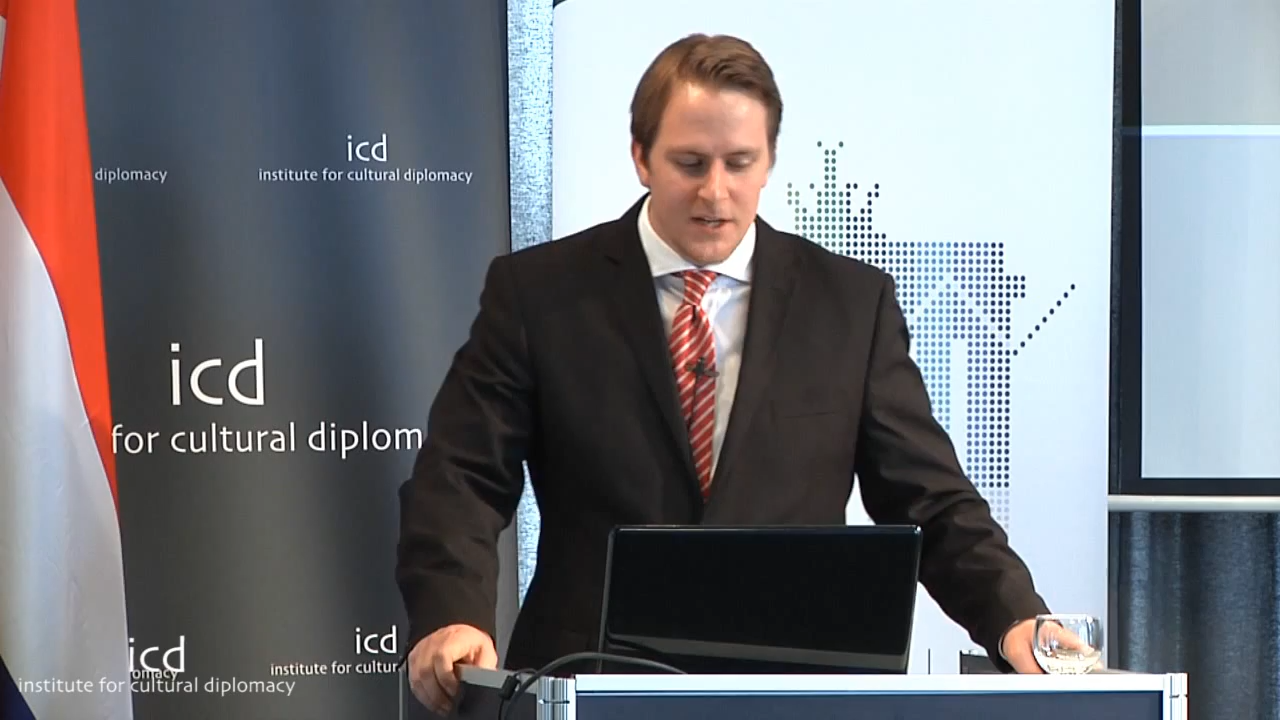 icd
diplomacy institute for cultural diplomacy
icd
for cultural diplom
icd
icd
institute for cultur
omacy
institute for cultural diplomacy